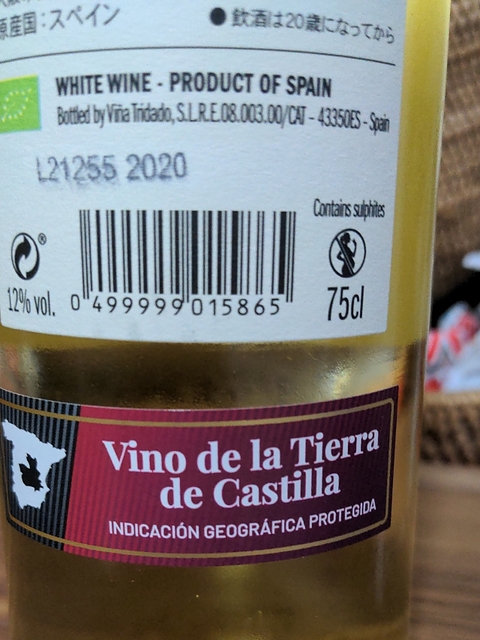 原産国：スペイン ●飲酒は20歳になってから
WHITE WINE - PRODUCT OF SPAIN
Bottled by Viña Tridado, S.L.R.E.08.003.00/CAT - 43350ES - Spain
L21255 2020
Contains sulphites
®
12% vol.
0 499999 015865
75cl
Vino de la Tierra
de Castilla
INDICACIÓN GEOGRÁFICA PROTEGIDA